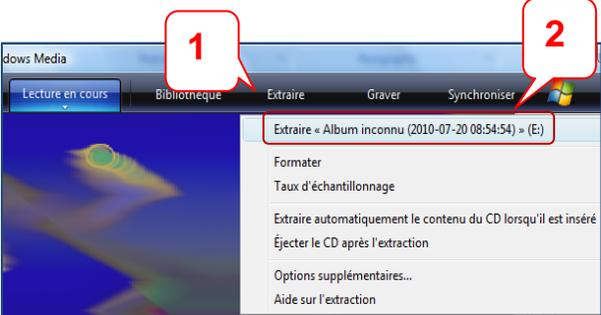 1
2
dows Media
Lecture en cours
Bibliothèque
Extraire
Graver
Synchroniser
Extraire « Album inconnu (2010-07-20 08:54:54) » (E:)
Formater
Taux d'échantillonnage
Extraire automatiquement le contenu du CD lorsqu'il est inséré
Éjecter le CD après l'extraction
Options supplémentaires...
Aide sur l'extraction